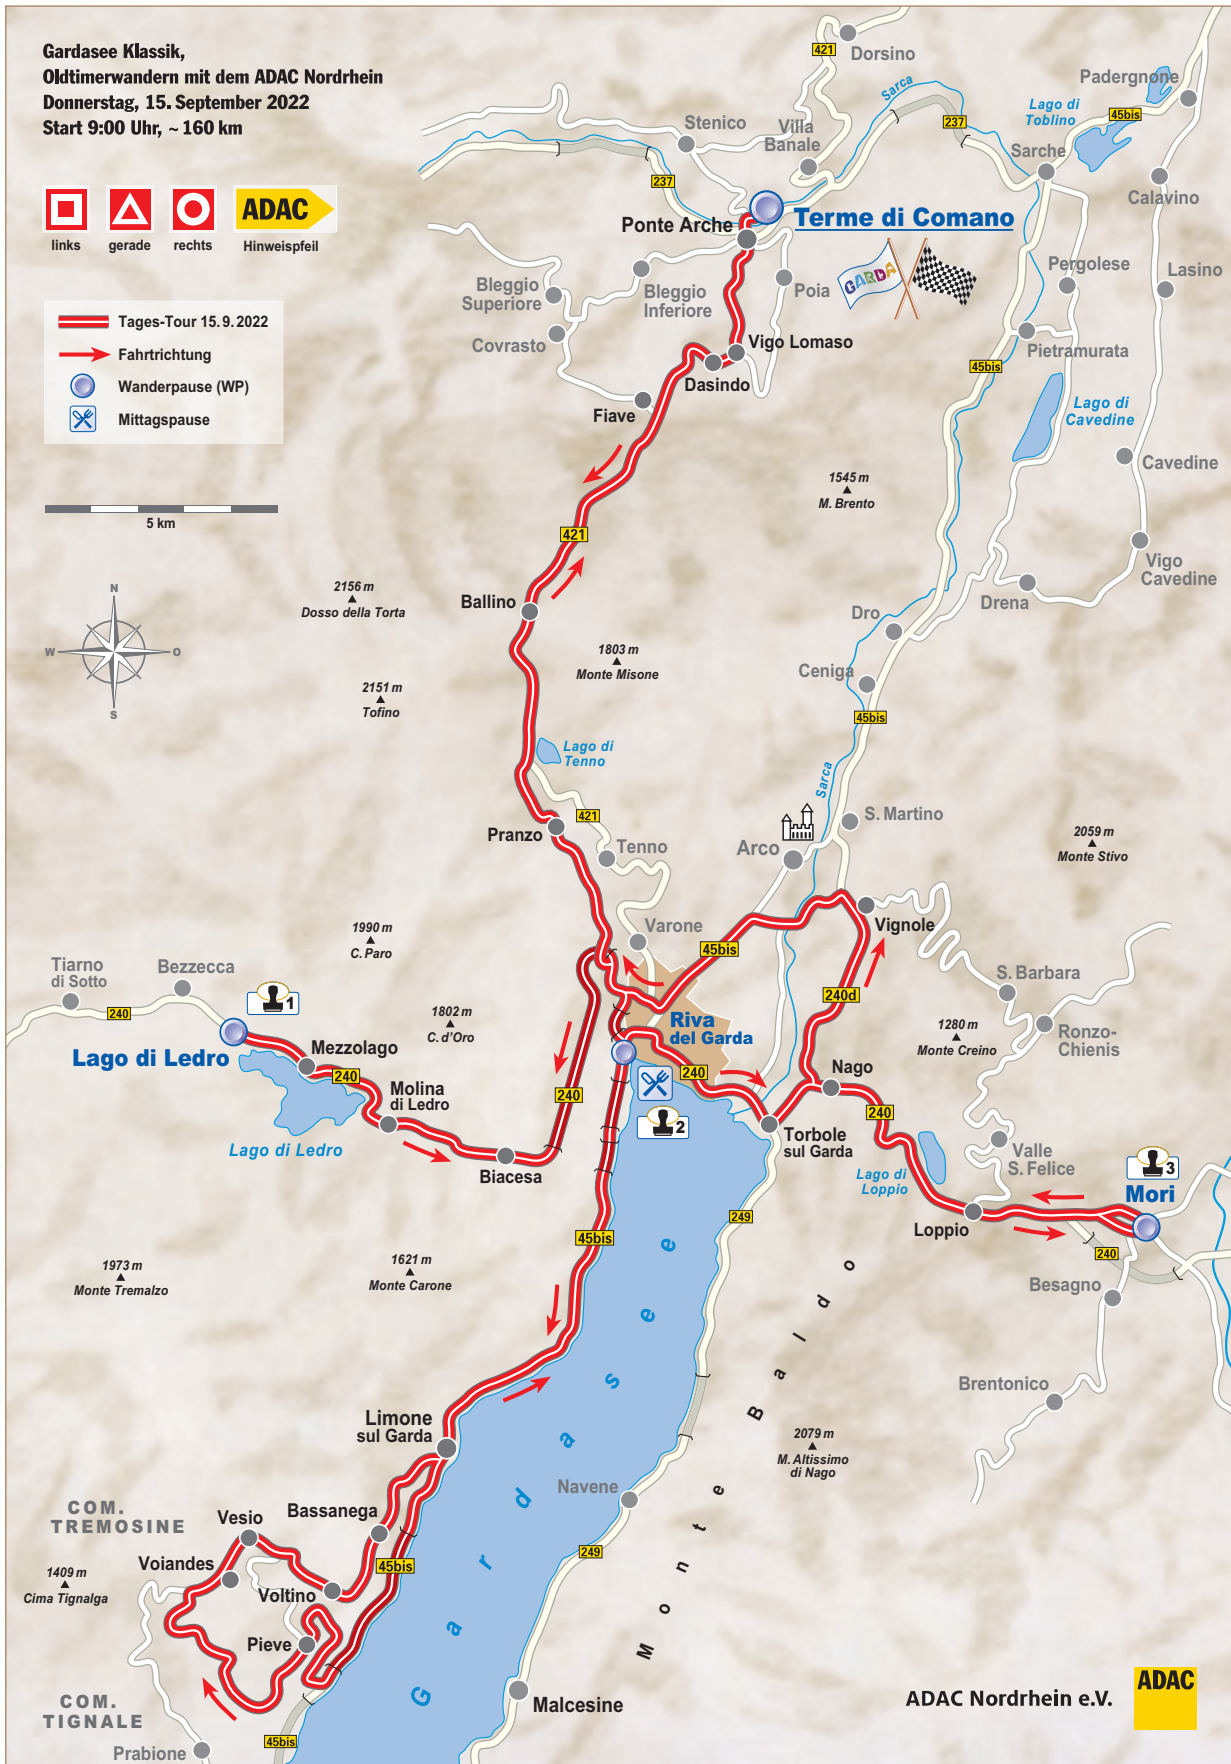 Gardasee Klassik,
Oldtimerwandern mit dem ADAC Nordrhein
Donnerstag, 15. September 2022
Start 9:00 Uhr, ~ 160 km
links
gerade
rechts
ADAC
Hinweispfeil
Tages-Tour 15.9.2022
Fahrtrichtung
Wanderpause (WP)
Mittagspause
5 km
N
W
O
S
421
Dorsino
Sarca
Padergnone
Lago di
Toblino
45bis
237
Stenico
Villa
Banale
Sarche
237
Calavino
Ponte Arche
Terme di Comano
GARDA
Bleggio
Superiore
Bleggio
Inferiore
Poia
Pergolese
Lasino
Covrasto
Vigo Lomaso
Pietramurata
Dasindo
45bis
Fiave
Lago di
Cavedine
Cavedine
1545 m
M. Brento
421
Vigo
Cavedine
2156 m
Dosso della Torta
Ballino
Drena
Dro
1803 m
Monte Misone
Ceniga
2151 m
Tofino
45bis
Lago di
Tenno
Sarca
421
S. Martino
Pranzo
Tenno
Arco
2059 m
Monte Stivo
1990 m
C. Paro
Varone
45bis
Vignole
Tiarno
di Sotto
Bezzecca
S. Barbara
240d
240
1
1802 m
C. d'Oro
Riva
del Garda
1280 m
Monte Creino
Ronzo-
Chienis
Lago di Ledro
Mezzolago
240
Molina
di Ledro
240
240
Nago
240
2
Torbole
sul Garda
Lago di Ledro
Biacesa
Valle
S. Felice
Lago di
Loppio
3
Mori
Loppio
249
45bis
240
1973 m
Monte Tremalzo
1621 m
Monte Carone
Besagno
Brentonico
Limone
sul Garda
2079 m
M. Altissimo
di Nago
Navene
COM.
TREMOSINE
Vesio
Bassanega
Voiandes
45bis
249
1409 m
Cima Tignalga
Voltino
Pieve
Gardasee
Monte Baldo
Malcesine
COM.
TIGNALE
Prabione
45bis
ADAC Nordrhein e.V.
ADAC